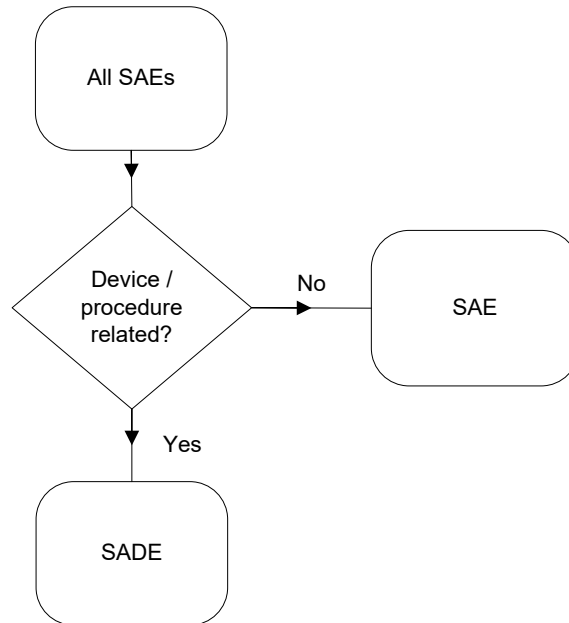 All SAEs
Device /
procedure
related?
No
SAE
Yes
SADE